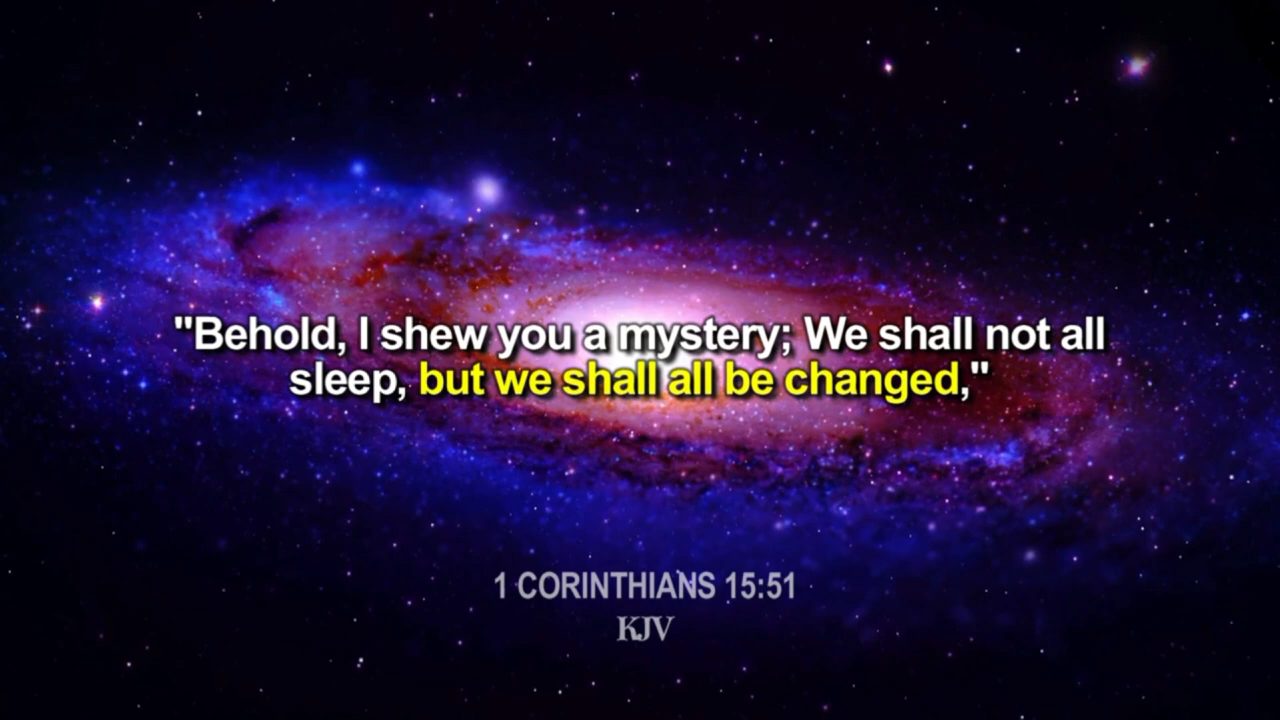 "Behold, I shew you a mystery; We shall not all
sleep, but we shall all be changed,"
1 CORINTHIANS 15:51
KJV